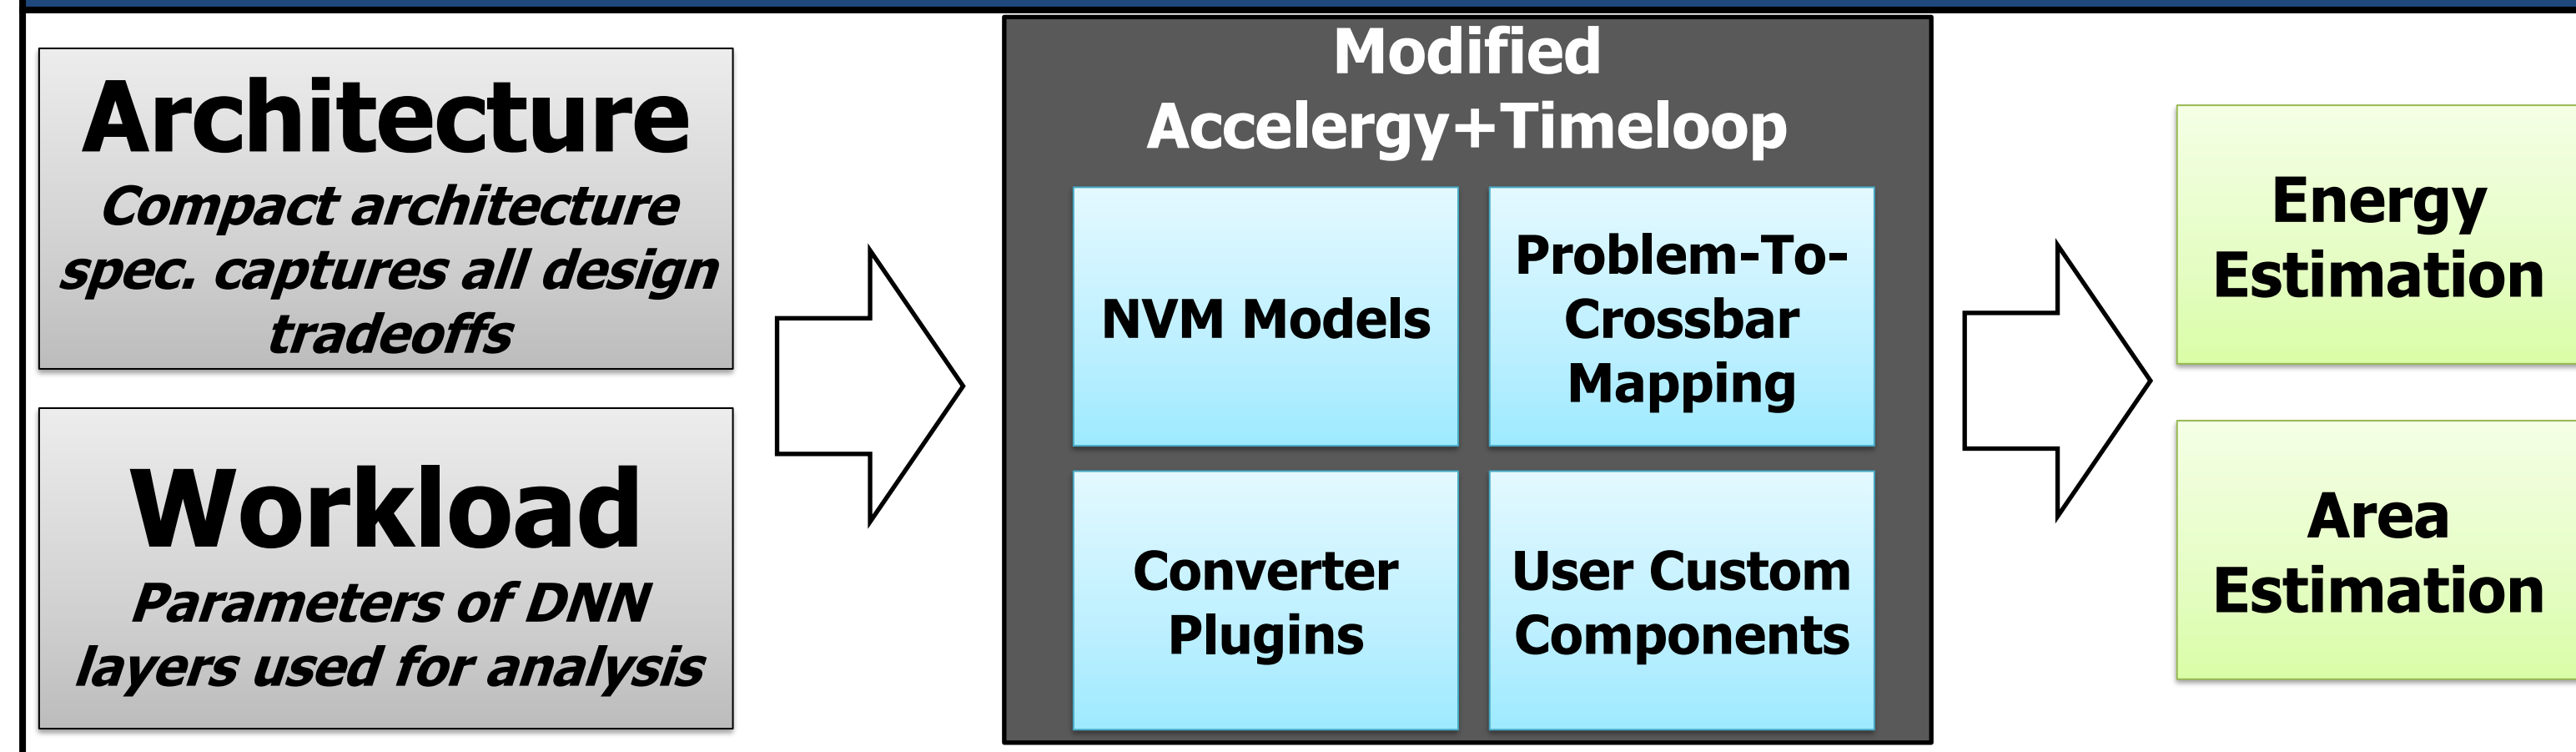 Architecture
Compact architecture
spec. captures all design
tradeoffs
Workload
Parameters of DNN
layers used for analysis
Modified
Accelergy+Timeloop
NVM Models
Problem-To-
Crossbar
Mapping
Converter
Plugins
User Custom
Components
Energy
Estimation
Area
Estimation